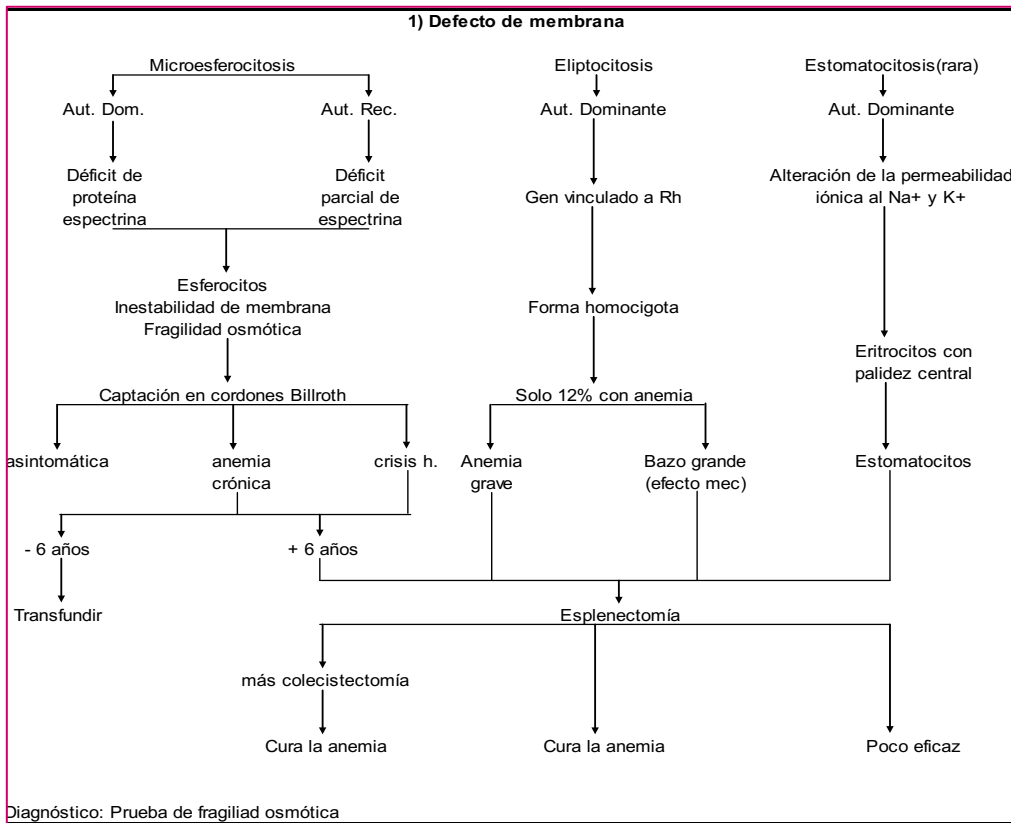 1) Defecto de membrana
Microesferocitosis
Eliptocitosis
Estomatocitosis(rara)
Aut. Dom.
Aut. Rec.
Aut. Dominante
Aut. Dominante
Déficit de
proteína
espectrina
Déficit
parcial de
espectrina
Gen vinculado a Rh
Alteración de la permeabilidad
iónica al Na+ y K+
Esferocitos
Inestabilidad de membrana
Fragilidad osmótica
Forma homocigota
Eritrocitos con
palidez central
Captación en cordones Billroth
Solo 12% con anemia
asintomática
anemia
crónica
crisis h.
Anemia
grave
Bazo grande
(efecto mec)
Estomatocitos
- 6 años
+ 6 años
Transfundir
Esplenectomía
más colecistectomía
Cura la anemia
Cura la anemia
Poco eficaz
Diagnóstico: Prueba de fragiliad osmótica